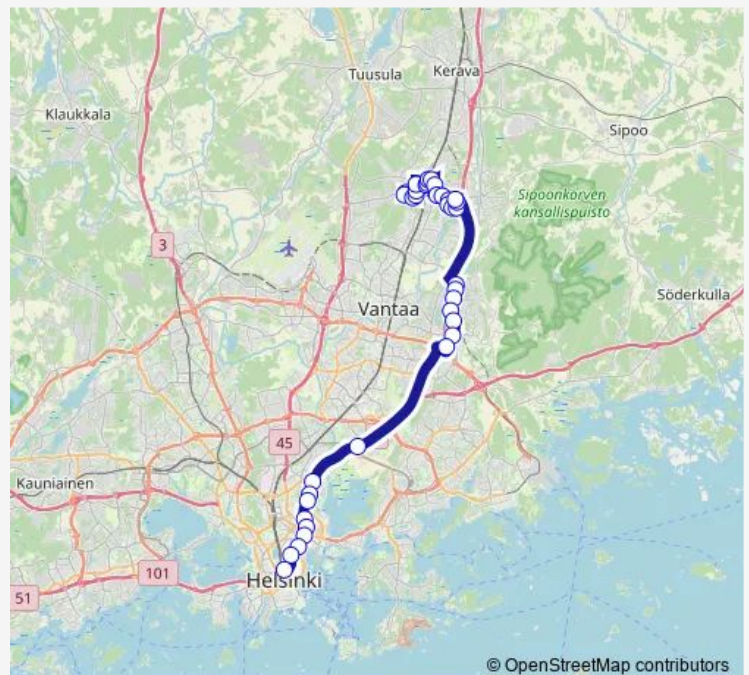 Tuusula
Kerava
Klaukkala
Sipoo
Sipoonkorven
kansallispuisto
3
Söderkulla
Vantaa
45
Kauniainen
101
Helsinki
51
© OpenStreetMap contributors